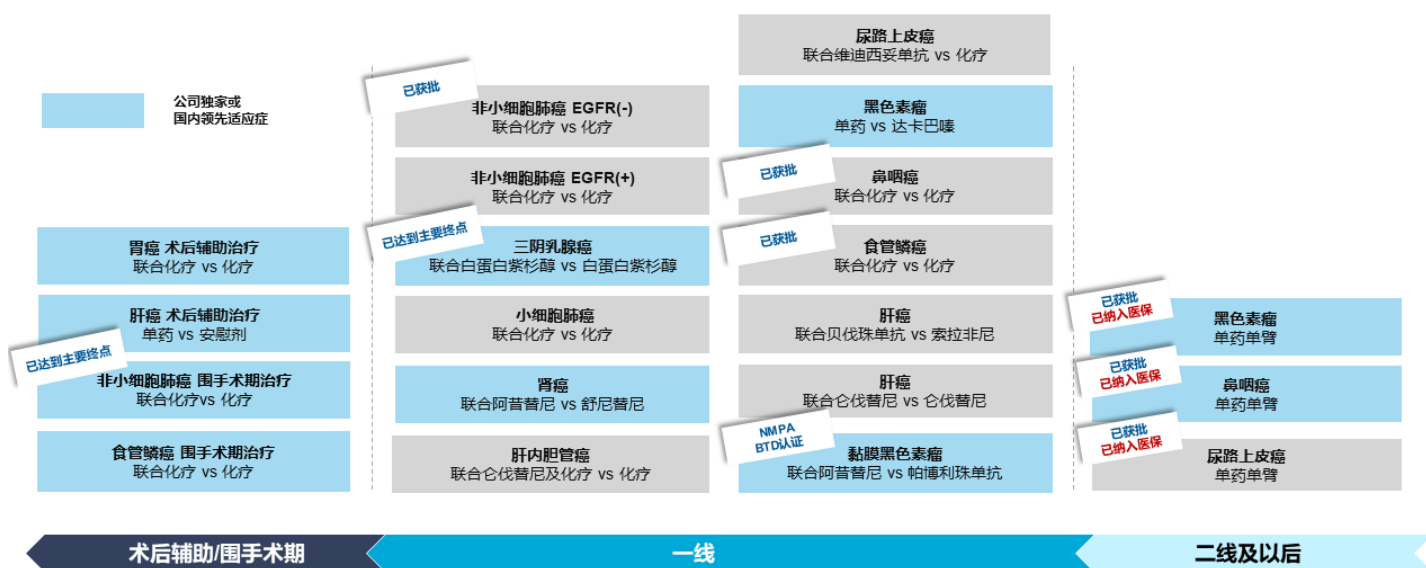 公司独家或
国内领先适应症
胃癌 术后辅助治疗
联合化疗 vs 化疗
肝癌 术后辅助治疗
单药 vs 安慰剂
已达到主要终点
非小细胞肺癌 围手术期治疗
联合化疗vs 化疗
食管鳞癌 围手术期治疗
联合化疗 vs 化疗
已获批
非小细胞肺癌 EGFR(-)
联合化疗 vs 化疗
非小细胞肺癌 EGFR(+)
联合化疗 vs 化疗
已达到主要终点
三阴乳腺癌
联合白蛋白紫杉醇 vs 白蛋白紫杉醇
小细胞肺癌
联合化疗 vs 化疗
肾癌
联合阿昔替尼 vs 舒尼替尼
肝内胆管癌
联合仑伐替尼及化疗 vs 化疗
尿路上皮癌
联合维迪西妥单抗 vs 化疗
黑色素瘤
单药 vs 达卡巴嗪
已获批
鼻咽癌
联合化疗 vs 化疗
已获批
食管鳞癌
联合化疗 vs 化疗
肝癌
联合贝伐珠单抗 vs 索拉非尼
肝癌
联合仑伐替尼 vs 仑伐替尼
NMPA
BTD认证
黏膜黑色素瘤
联合阿昔替尼 vs 帕博利珠单抗
已获批
已纳入医保
黑色素瘤
单药单臂
已获批
已纳入医保
鼻咽癌
单药单臂
已获批
已纳入医保
尿路上皮癌
单药单臂
术后辅助/围手术期
一线
二线及以后